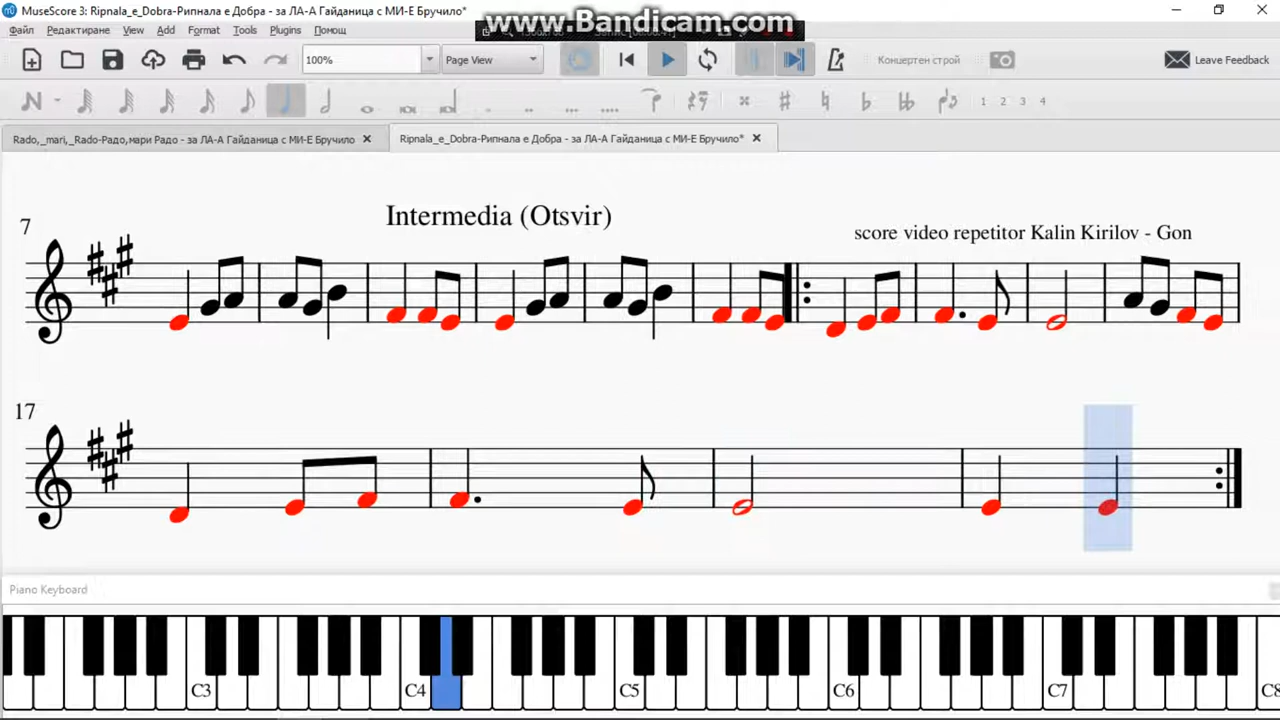 MuseScore 3: Ripnala_e_Dobra-Рипнала е Добра - за ЛА-А Гайданица с МИ-Е Бручило*
www.Bandicam.com
Файл Редактиране View Add Format Tools Plugins Помощ
100% Page View Концертен строй Leave Feedback
1 2 3 4
Rado,_mari,_Rado-Радо,мари Радо - за ЛА-А Гайданица с МИ-Е Бручило Ripnala_e_Dobra-Рипнала е Добра - за ЛА-А Гайданица с МИ-Е Бручило*
Intermedia (Otsvir)
score video repetitor Kalin Kirilov - Gon
7
17
Piano Keyboard
C3 C4 C5 C6 C7 C8